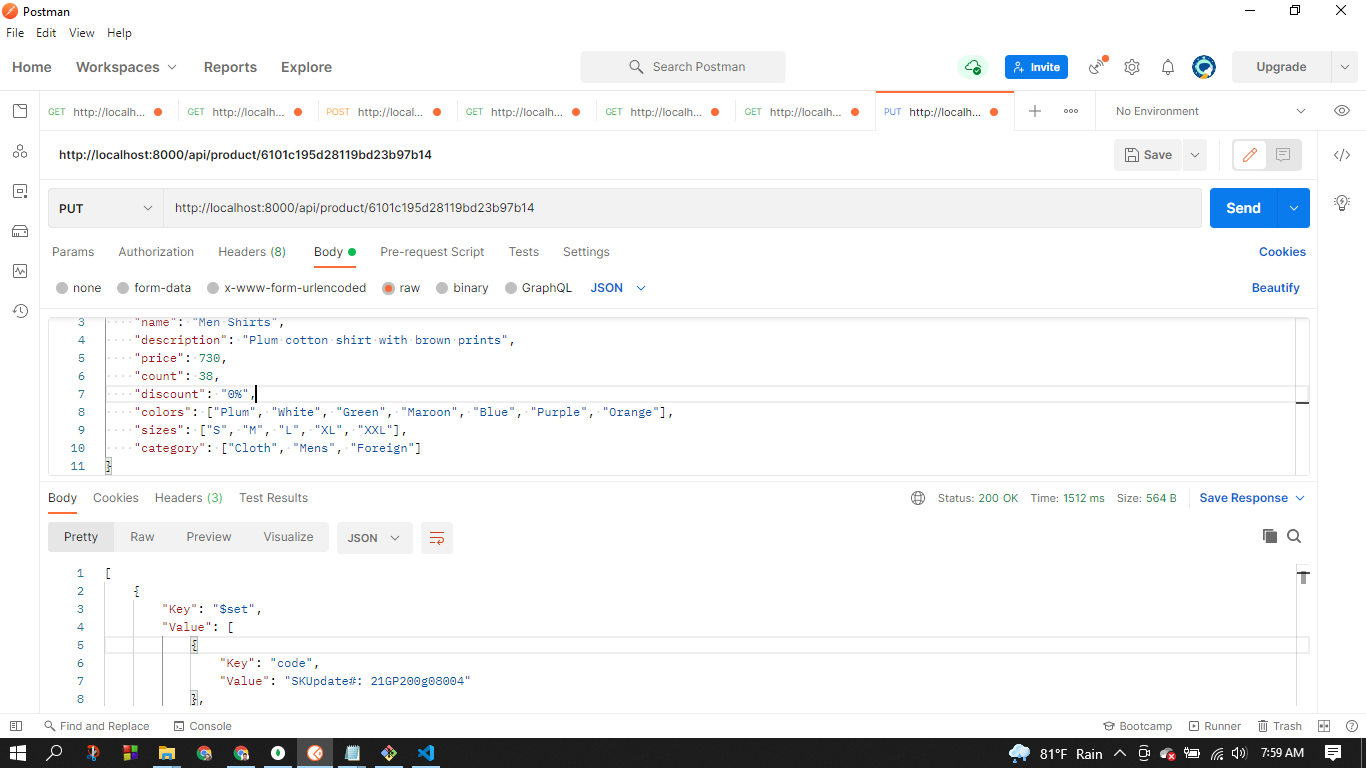 Postman
File Edit View Help
Home Workspaces Reports Explore Search Postman Invite Upgrade
GET http://localh... GET http://localh... POST http://local... GET http://localh... GET http://localh... GET http://localh... PUT http://localh... No Environment
http://localhost:8000/api/product/6101c195d28119bd23b97b14 Save
PUT http://localhost:8000/api/product/6101c195d28119bd23b97b14 Send
Params Authorization Headers (8) Body Pre-request Script Tests Settings Cookies
none form-data x-www-form-urlencoded raw binary GraphQL JSON Beautify
3 "name": "Men Shirts",
4 "description": "Plum cotton shirt with brown prints",
5 "price": 730,
6 "count": 38,
7 "discount": "0%",
8 "colors": ["Plum", "White", "Green", "Maroon", "Blue", "Purple", "Orange"],
9 "sizes": ["S", "M", "L", "XL", "XXL"],
10 "category": ["Cloth", "Mens", "Foreign"]
11 }
Body Cookies Headers (3) Test Results Status: 200 OK Time: 1512 ms Size: 564 B Save Response
Pretty Raw Preview Visualize JSON
1 [
2 {
3 "Key": "$set",
4 "Value": [
5 {
6 "Key": "code",
7 "Value": "SKUpdate#: 21GP200g08004"
8 },
Find and Replace Console Bootcamp Runner Trash
81°F Rain 7:59 AM